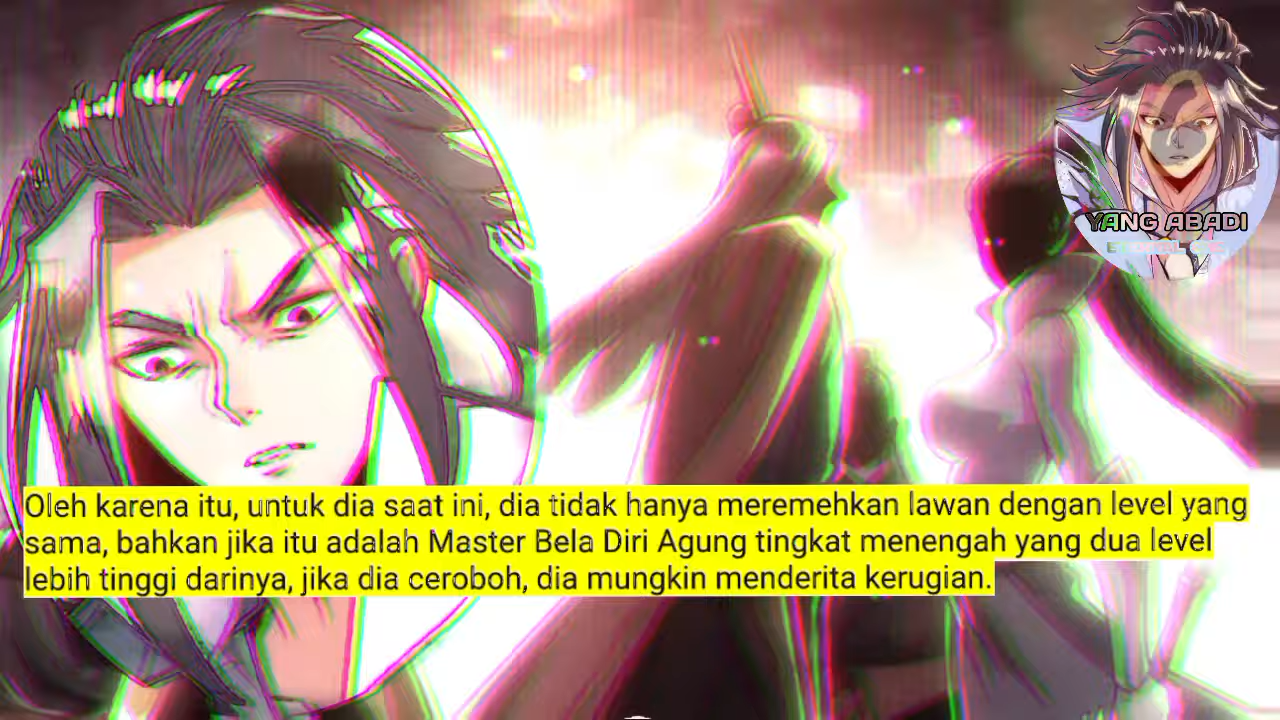 YANG ABADI
Oleh karena itu, untuk dia saat ini, dia tidak hanya meremehkan lawan dengan level yang
sama, bahkan jika itu adalah Master Bela Diri Agung tingkat menengah yang dua level
lebih tinggi darinya, jika dia ceroboh, dia mungkin menderita kerugian.